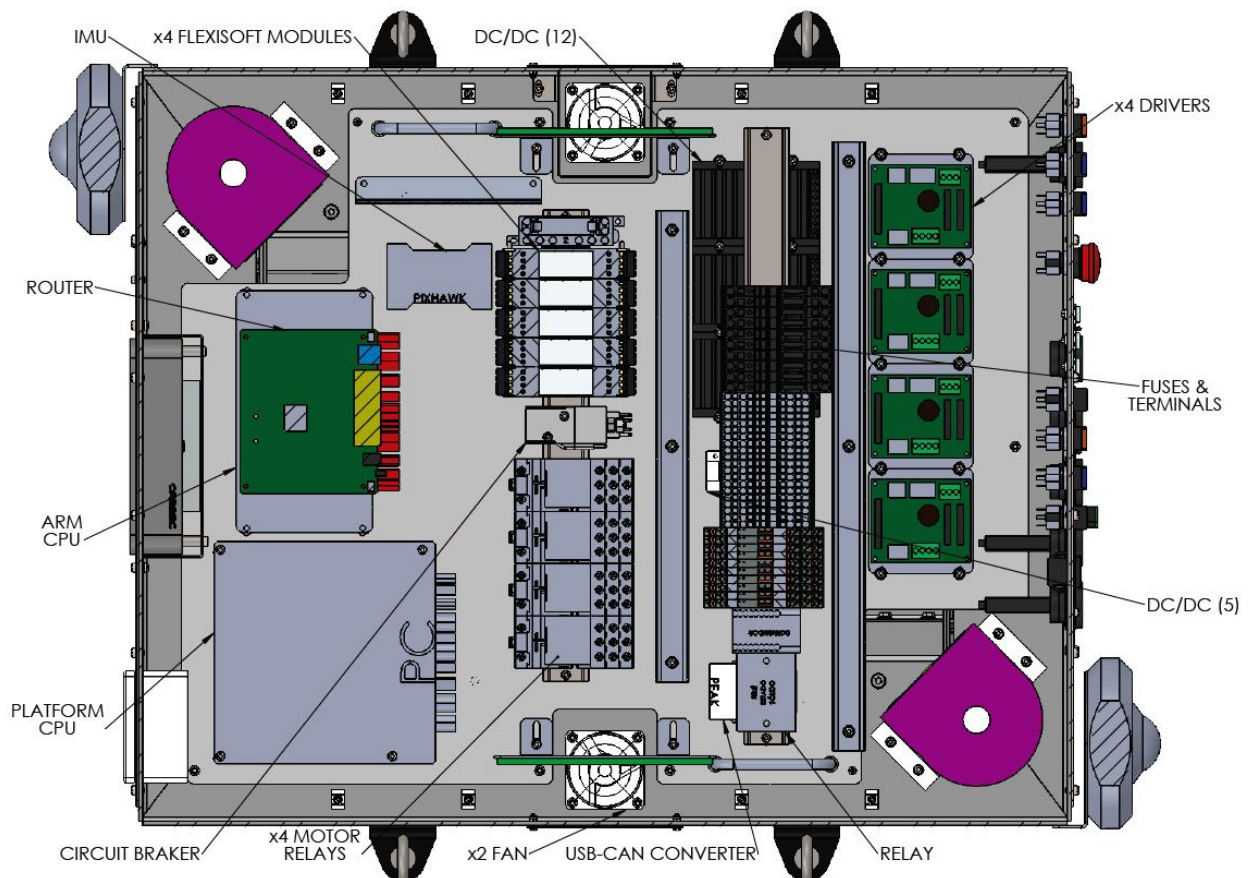 IMU
x4 FLEXISOFT MODULES
DC/DC (12)
x4 DRIVERS
PIXHAWK
ROUTER
FUSES &
TERMINALS
ARM
CPU
DC/DC (5)
PC
PLATFORM
CPU
PEAK
CIRCUIT BRAKER
x4 MOTOR
RELAYS
x2 FAN
USB-CAN CONVERTER
RELAY